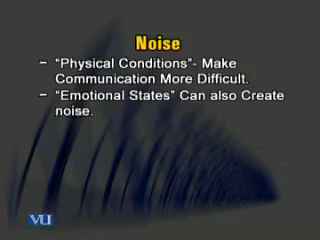 Noise
– “Physical Conditions”- Make
Communication More Difficult.
– “Emotional States” Can also Create
noise.
VU